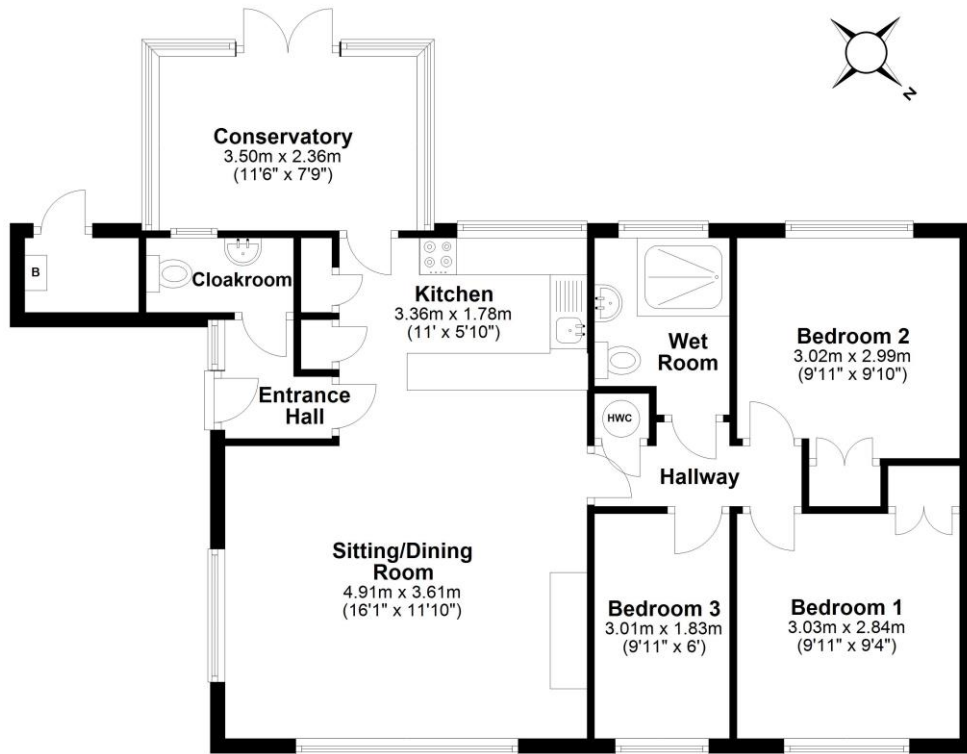 N
Conservatory
3.50m x 2.36m
(11'6" x 7'9")
B
Cloakroom
Kitchen
3.36m x 1.78m
(11' x 5'10")
Wet
Room
Bedroom 2
3.02m x 2.99m
(9'11" x 9'10")
Entrance
Hall
HWC
Hallway
Sitting/Dining
Room
4.91m x 3.61m
(16'1" x 11'10")
Bedroom 3
3.01m x 1.83m
(9'11" x 6')
Bedroom 1
3.03m x 2.84m
(9'11" x 9'4")